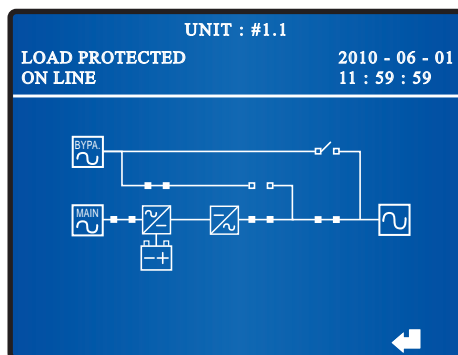 UNIT : #1.1
LOAD PROTECTED 2010 - 06 - 01
ON LINE 11 : 59 : 59
BYPA.
MAIN